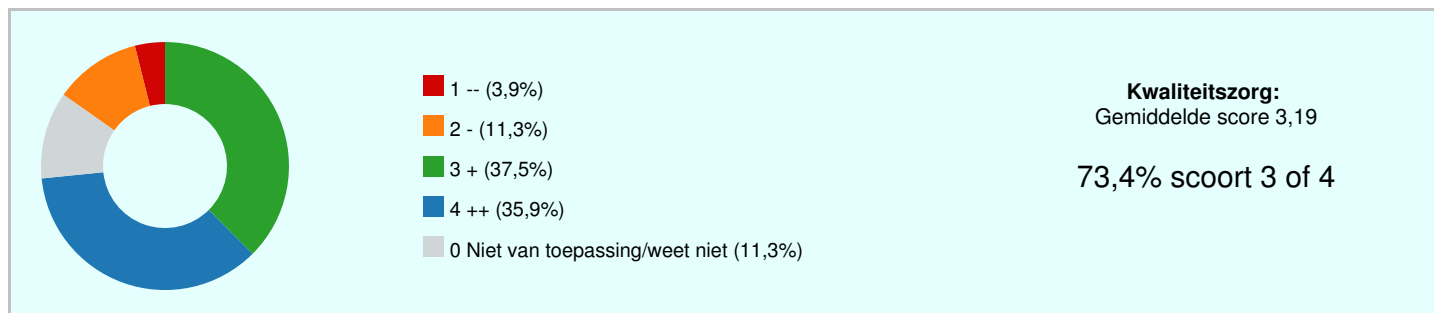 1 -- (3,9%)
2 - (11,3%)
3 + (37,5%)
4 ++ (35,9%)
0 Niet van toepassing/weet niet (11,3%)
Kwaliteitszorg:
Gemiddelde score 3,19
73,4% scoort 3 of 4